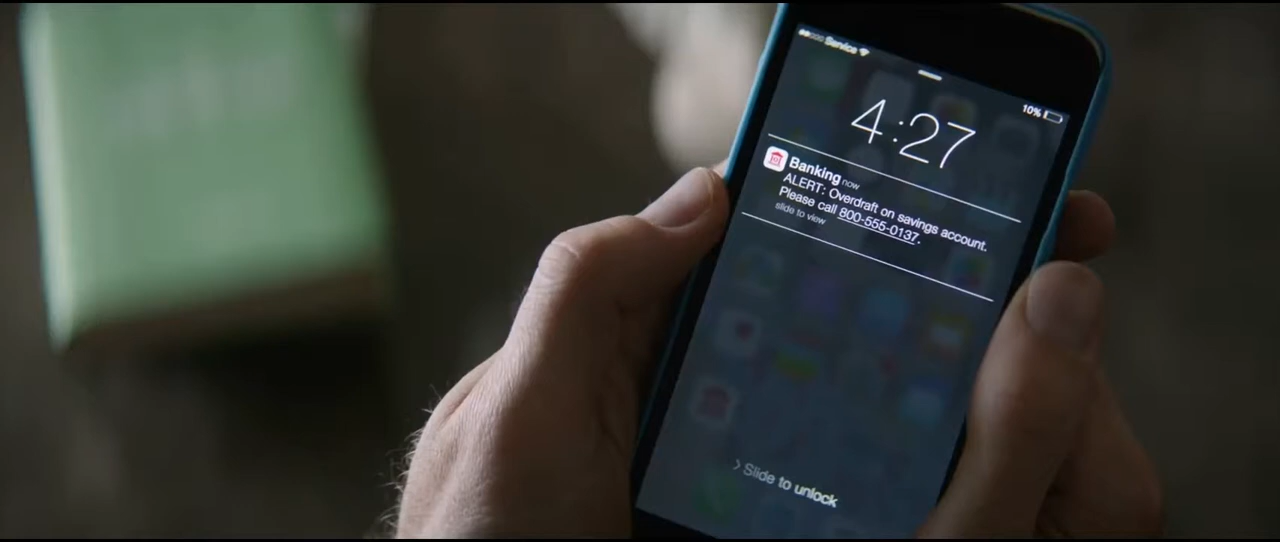 Service
10%
4:27
Banking now
ALERT: Overdraft on savings account.
Please call 800-555-0137.
slide to view
> Slide to unlock